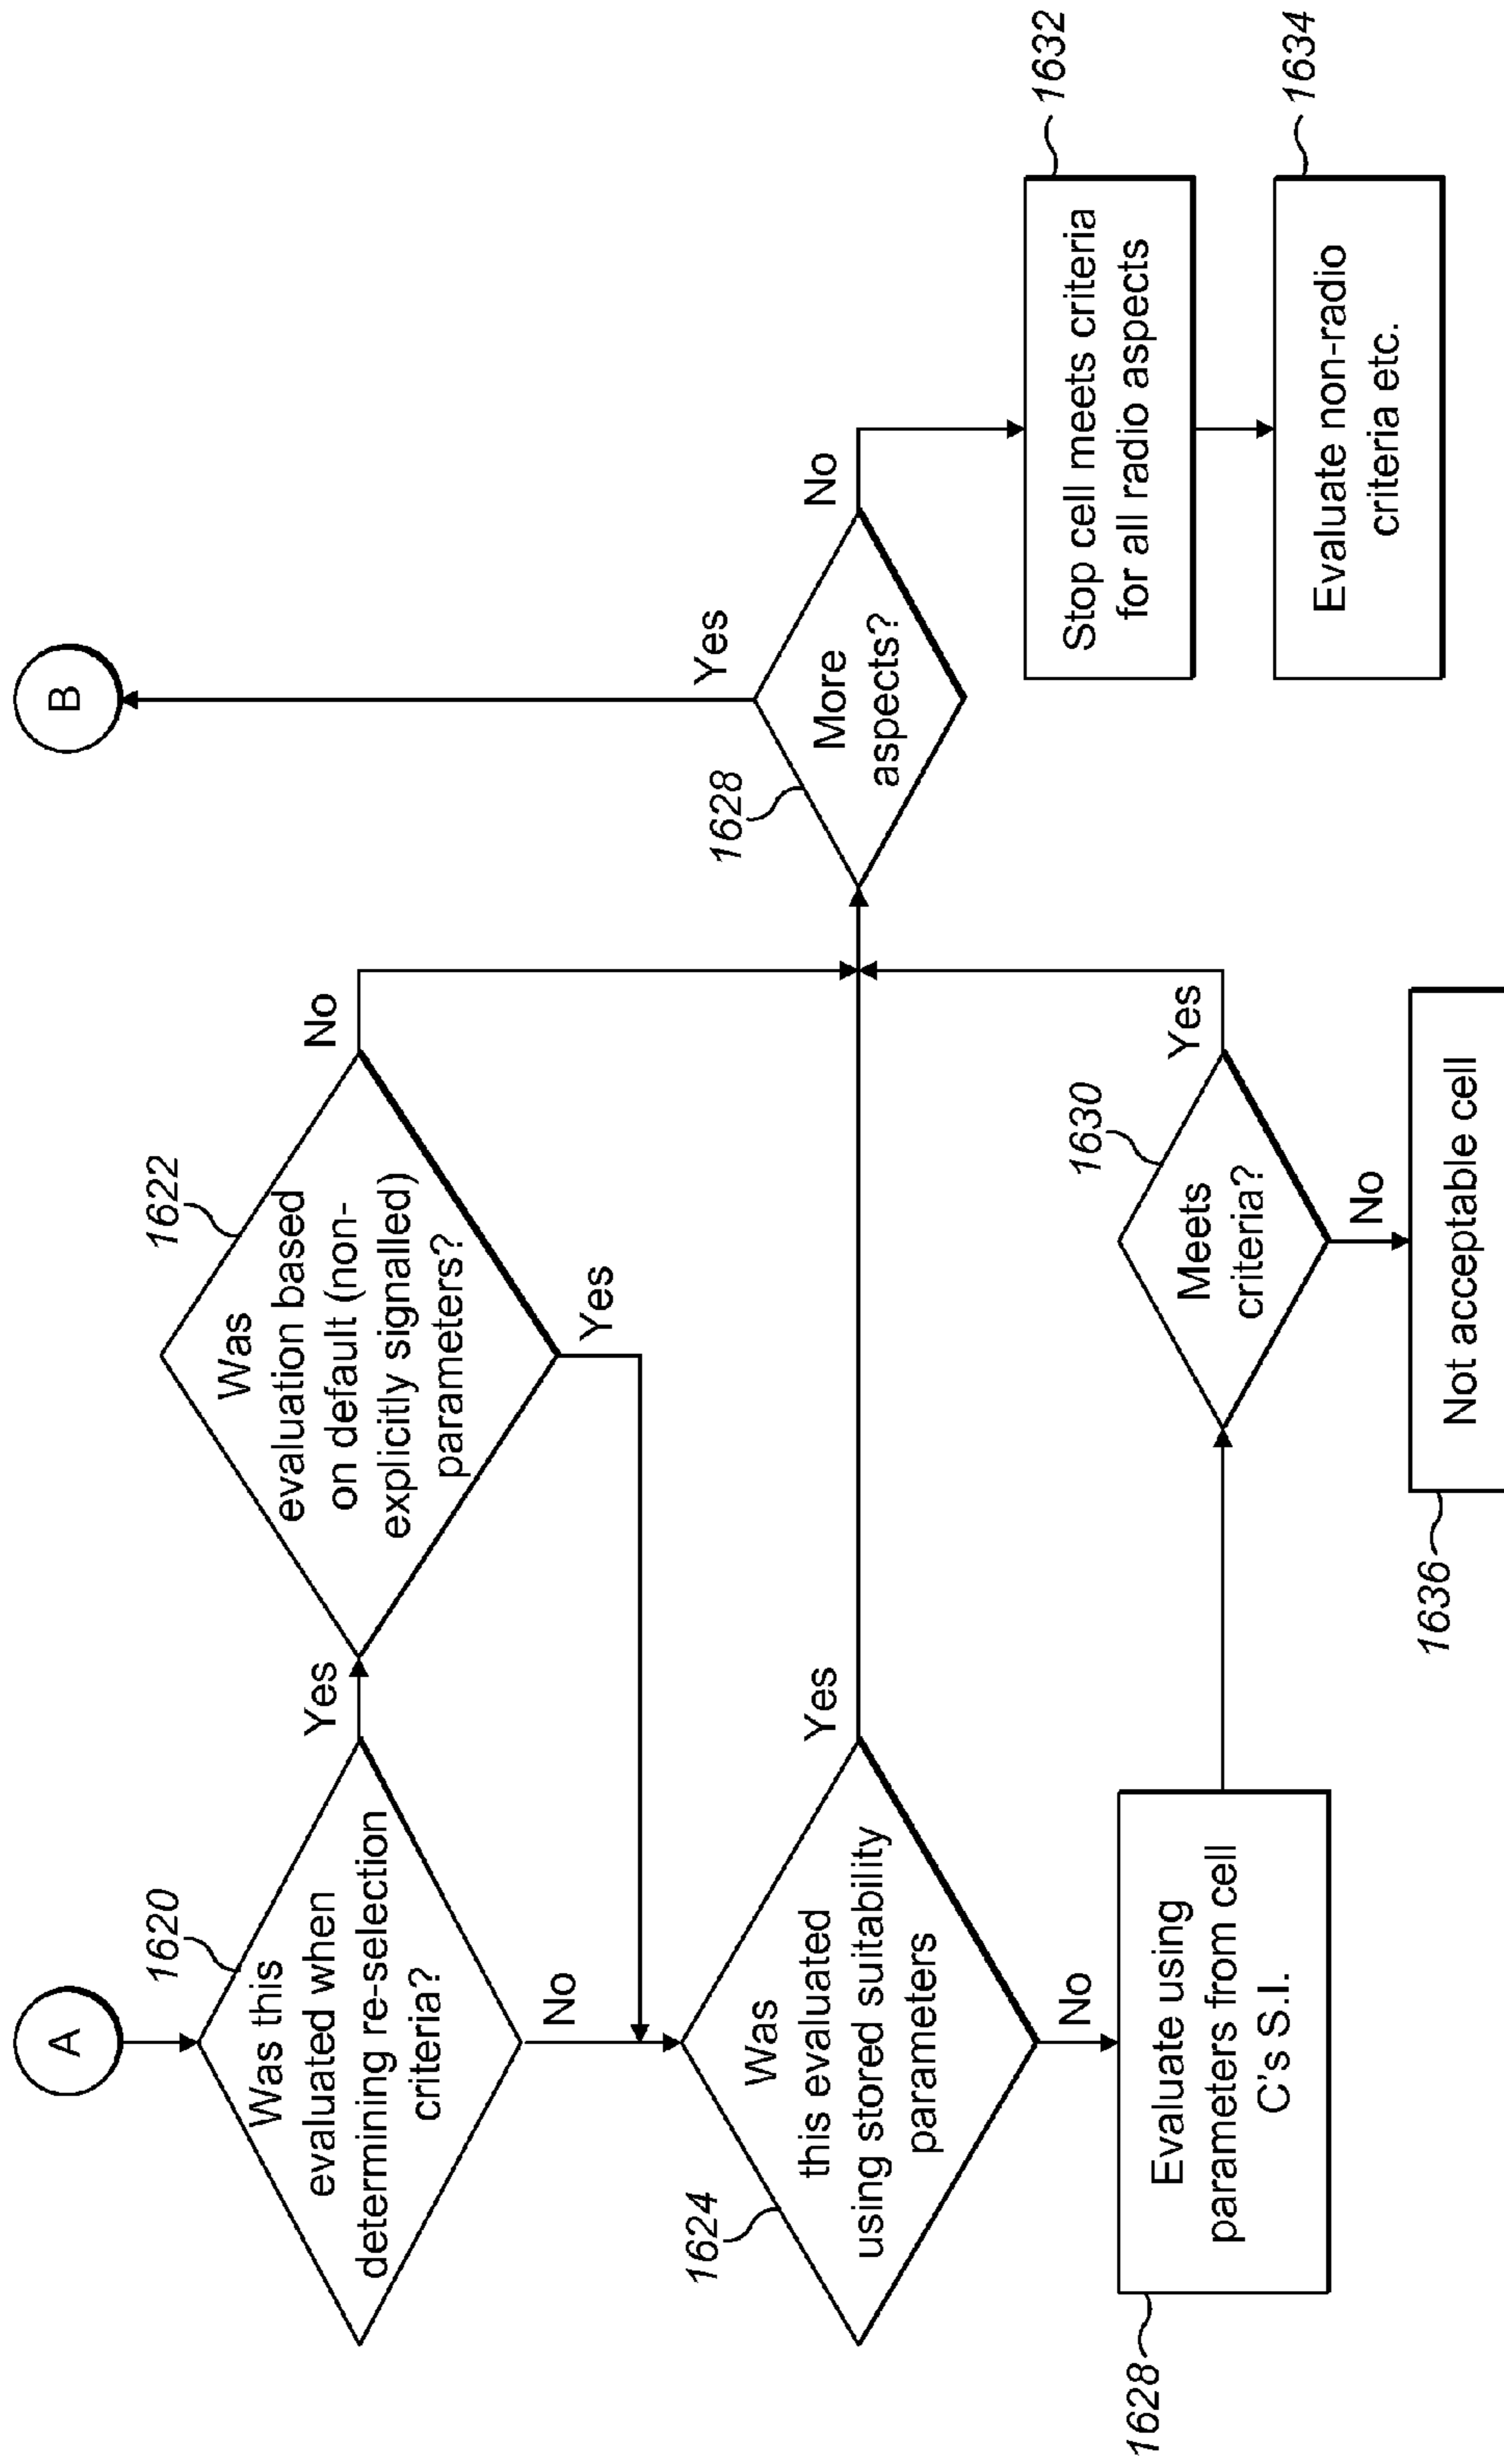 A
1620
Was this
evaluated when
determining re-selection
criteria?
Yes
No
1622
Was
evaluation based
on default (non-
explicitly signalled)
parameters?
No
Yes
1624
Was
this evaluated
using stored suitability
parameters
Yes
No
1628
Evaluate using
parameters from cell
C's S.I.
1630
Meets
criteria?
Yes
No
1636
Not acceptable cell
B
1628
More
aspects?
Yes
No
1632
Stop cell meets criteria
for all radio aspects
1634
Evaluate non-radio
criteria etc.